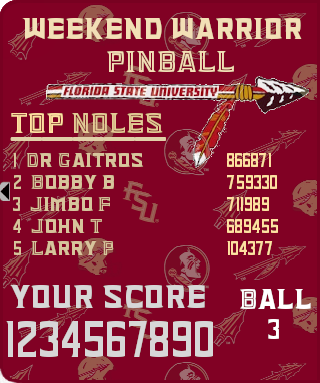 WEEKEND WARRIOR
PINBALL
FLORIDA STATE UNIVERSITY
TOP NOLES
1 DR GAITROS 866871
2 BOBBY B 759330
3 JIMBO F 711989
4 JOHN T 689455
5 LARRY P 104377
YOUR SCORE BALL
1234567890 3
FSU